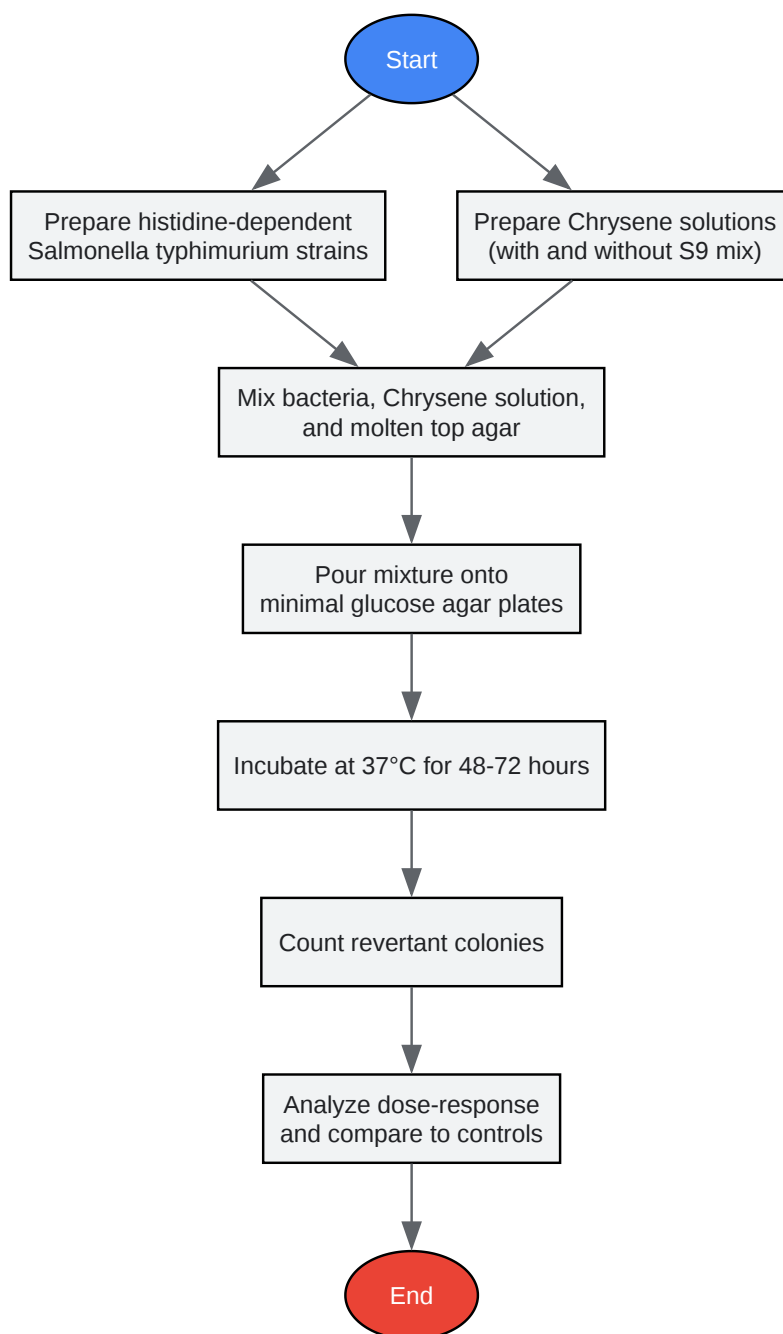 Start
Prepare histidine-dependent
Salmonella typhimurium strains
Prepare Chrysene solutions
(with and without S9 mix)
Mix bacteria, Chrysene solution,
and molten top agar
Pour mixture onto
minimal glucose agar plates
Incubate at 37°C for 48-72 hours
Count revertant colonies
Analyze dose-response
and compare to controls
End